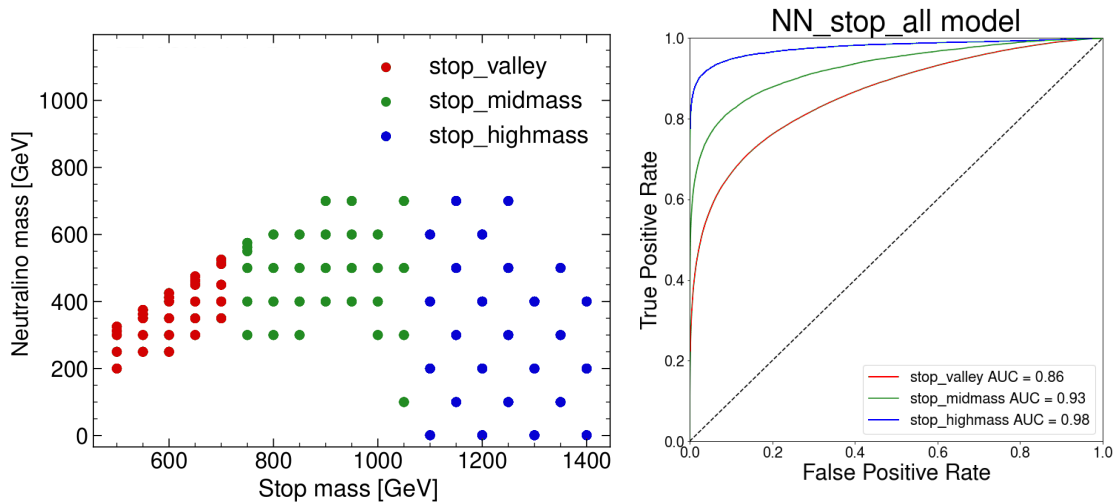 stop_valley
stop_midmass
stop_highmass
Neutralino mass [GeV]
1000
800
600
400
200
0
600
800
1000
1200
1400
Stop mass [GeV]
NN_stop_all model
True Positive Rate
1.0
0.8
0.6
0.4
0.2
0.0
stop_valley AUC = 0.86
stop_midmass AUC = 0.93
stop_highmass AUC = 0.98
0.0
0.2
0.4
0.6
0.8
1.0
False Positive Rate